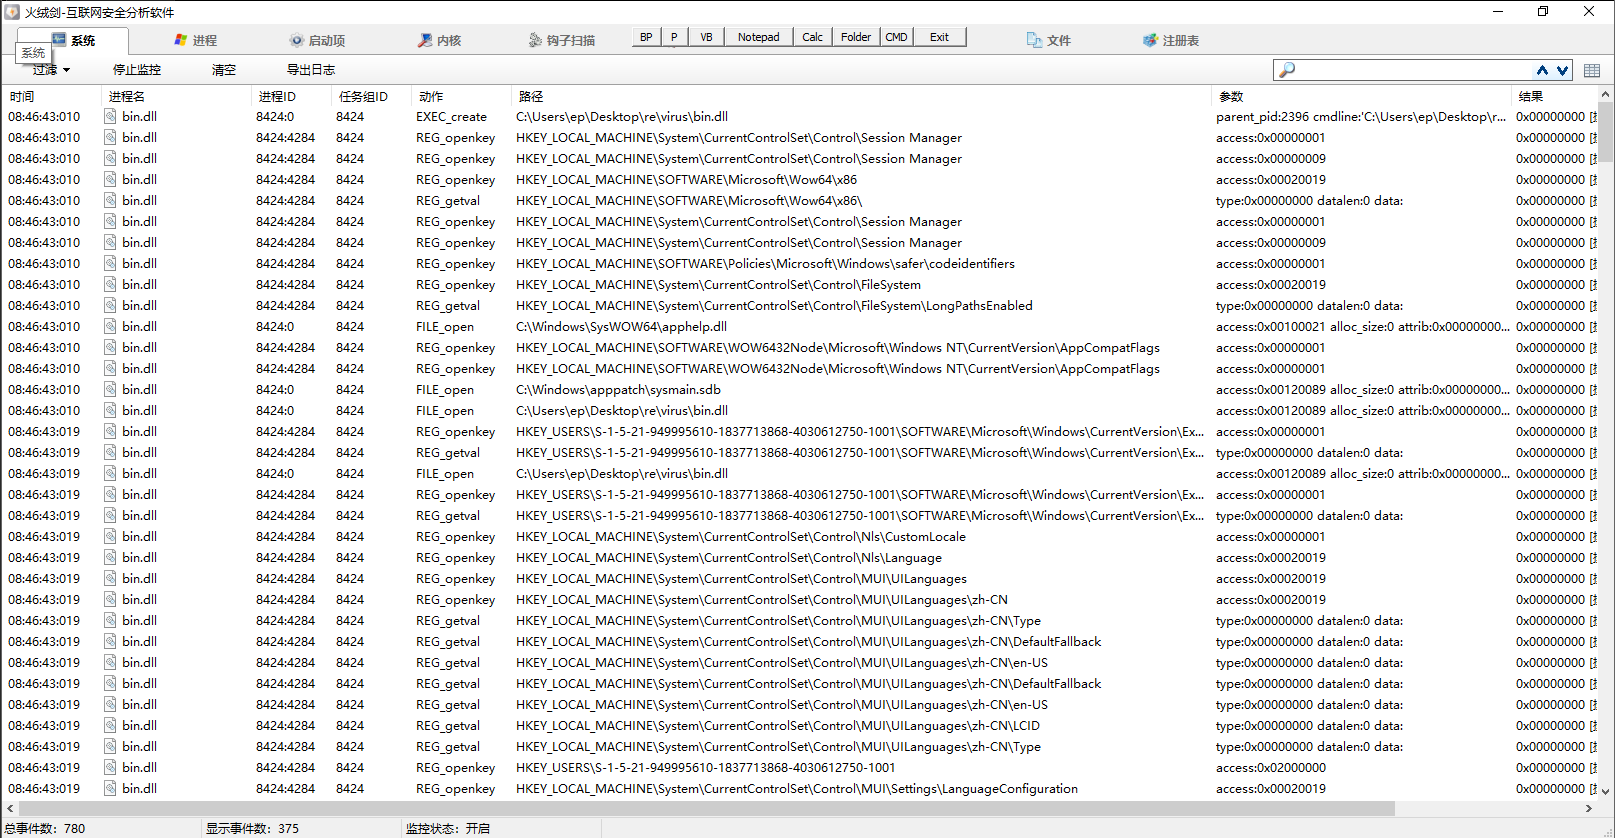 火绒剑-互联网安全分析软件
系统 进程 启动项 内核 钩子扫描 BP P VB Notepad Calc Folder CMD Exit 文件 注册表
系统
过滤 停止监控 清空 导出日志
时间 进程名 进程ID 任务组ID 动作 路径 参数 结果
08:46:43:010 bin.dll 8424:0 8424 EXEC_create C:\Users\ep\Desktop\re\virus\bin.dll parent_pid:2396 cmdline:'C:\Users\ep\Desktop\r... 0x00000000 [
08:46:43:010 bin.dll 8424:4284 8424 REG_openkey HKEY_LOCAL_MACHINE\System\CurrentControlSet\Control\Session Manager access:0x00000001 0x00000000 [
08:46:43:010 bin.dll 8424:4284 8424 REG_openkey HKEY_LOCAL_MACHINE\System\CurrentControlSet\Control\Session Manager access:0x00000009 0x00000000 [
08:46:43:010 bin.dll 8424:4284 8424 REG_openkey HKEY_LOCAL_MACHINE\SOFTWARE\Microsoft\Wow64\x86 access:0x00020019 0x00000000 [
08:46:43:010 bin.dll 8424:4284 8424 REG_getval HKEY_LOCAL_MACHINE\SOFTWARE\Microsoft\Wow64\x86\ type:0x00000000 datalen:0 data: 0x00000000 [
08:46:43:010 bin.dll 8424:4284 8424 REG_openkey HKEY_LOCAL_MACHINE\System\CurrentControlSet\Control\Session Manager access:0x00000001 0x00000000 [
08:46:43:010 bin.dll 8424:4284 8424 REG_openkey HKEY_LOCAL_MACHINE\System\CurrentControlSet\Control\Session Manager access:0x00000009 0x00000000 [
08:46:43:010 bin.dll 8424:4284 8424 REG_openkey HKEY_LOCAL_MACHINE\SOFTWARE\Policies\Microsoft\Windows\safer\codeidentifiers access:0x00000001 0x00000000 [
08:46:43:010 bin.dll 8424:4284 8424 REG_openkey HKEY_LOCAL_MACHINE\System\CurrentControlSet\Control\FileSystem access:0x00020019 0x00000000 [
08:46:43:010 bin.dll 8424:4284 8424 REG_getval HKEY_LOCAL_MACHINE\System\CurrentControlSet\Control\FileSystem\LongPathsEnabled type:0x00000000 datalen:0 data: 0x00000000 [
08:46:43:010 bin.dll 8424:0 8424 FILE_open C:\Windows\SysWOW64\apphelp.dll access:0x00100021 alloc_size:0 attrib:0x00000000... 0x00000000 [
08:46:43:010 bin.dll 8424:4284 8424 REG_openkey HKEY_LOCAL_MACHINE\SOFTWARE\WOW6432Node\Microsoft\Windows NT\CurrentVersion\AppCompatFlags access:0x00000001 0x00000000 [
08:46:43:010 bin.dll 8424:4284 8424 REG_openkey HKEY_LOCAL_MACHINE\SOFTWARE\WOW6432Node\Microsoft\Windows NT\CurrentVersion\AppCompatFlags access:0x00000001 0x00000000 [
08:46:43:010 bin.dll 8424:0 8424 FILE_open C:\Windows\apppatch\sysmain.sdb access:0x00120089 alloc_size:0 attrib:0x00000000... 0x00000000 [
08:46:43:010 bin.dll 8424:0 8424 FILE_open C:\Users\ep\Desktop\re\virus\bin.dll access:0x00120089 alloc_size:0 attrib:0x00000000... 0x00000000 [
08:46:43:019 bin.dll 8424:4284 8424 REG_openkey HKEY_USERS\S-1-5-21-949995610-1837713868-4030612750-1001\SOFTWARE\Microsoft\Windows\CurrentVersion\Ex... access:0x00000001 0x00000000 [
08:46:43:019 bin.dll 8424:4284 8424 REG_getval HKEY_USERS\S-1-5-21-949995610-1837713868-4030612750-1001\SOFTWARE\Microsoft\Windows\CurrentVersion\Ex... type:0x00000000 datalen:0 data: 0x00000000 [
08:46:43:019 bin.dll 8424:0 8424 FILE_open C:\Users\ep\Desktop\re\virus\bin.dll access:0x00120089 alloc_size:0 attrib:0x00000000... 0x00000000 [
08:46:43:019 bin.dll 8424:4284 8424 REG_openkey HKEY_USERS\S-1-5-21-949995610-1837713868-4030612750-1001\SOFTWARE\Microsoft\Windows\CurrentVersion\Ex... access:0x00000001 0x00000000 [
08:46:43:019 bin.dll 8424:4284 8424 REG_getval HKEY_USERS\S-1-5-21-949995610-1837713868-4030612750-1001\SOFTWARE\Microsoft\Windows\CurrentVersion\Ex... type:0x00000000 datalen:0 data: 0x00000000 [
08:46:43:019 bin.dll 8424:4284 8424 REG_openkey HKEY_LOCAL_MACHINE\System\CurrentControlSet\Control\Nls\CustomLocale access:0x00000001 0x00000000 [
08:46:43:019 bin.dll 8424:4284 8424 REG_openkey HKEY_LOCAL_MACHINE\System\CurrentControlSet\Control\Nls\Language access:0x00020019 0x00000000 [
08:46:43:019 bin.dll 8424:4284 8424 REG_openkey HKEY_LOCAL_MACHINE\System\CurrentControlSet\Control\MUI\UILanguages access:0x00020019 0x00000000 [
08:46:43:019 bin.dll 8424:4284 8424 REG_openkey HKEY_LOCAL_MACHINE\System\CurrentControlSet\Control\MUI\UILanguages\zh-CN access:0x00020019 0x00000000 [
08:46:43:019 bin.dll 8424:4284 8424 REG_getval HKEY_LOCAL_MACHINE\System\CurrentControlSet\Control\MUI\UILanguages\zh-CN\Type type:0x00000000 datalen:0 data: 0x00000000 [
08:46:43:019 bin.dll 8424:4284 8424 REG_getval HKEY_LOCAL_MACHINE\System\CurrentControlSet\Control\MUI\UILanguages\zh-CN\DefaultFallback type:0x00000000 datalen:0 data: 0x00000000 [
08:46:43:019 bin.dll 8424:4284 8424 REG_getval HKEY_LOCAL_MACHINE\System\CurrentControlSet\Control\MUI\UILanguages\zh-CN\en-US type:0x00000000 datalen:0 data: 0x00000000 [
08:46:43:019 bin.dll 8424:4284 8424 REG_getval HKEY_LOCAL_MACHINE\System\CurrentControlSet\Control\MUI\UILanguages\zh-CN\DefaultFallback type:0x00000000 datalen:0 data: 0x00000000 [
08:46:43:019 bin.dll 8424:4284 8424 REG_getval HKEY_LOCAL_MACHINE\System\CurrentControlSet\Control\MUI\UILanguages\zh-CN\en-US type:0x00000000 datalen:0 data: 0x00000000 [
08:46:43:019 bin.dll 8424:4284 8424 REG_getval HKEY_LOCAL_MACHINE\System\CurrentControlSet\Control\MUI\UILanguages\zh-CN\LCID type:0x00000000 datalen:0 data: 0x00000000 [
08:46:43:019 bin.dll 8424:4284 8424 REG_getval HKEY_LOCAL_MACHINE\System\CurrentControlSet\Control\MUI\UILanguages\zh-CN\Type type:0x00000000 datalen:0 data: 0x00000000 [
08:46:43:019 bin.dll 8424:4284 8424 REG_openkey HKEY_USERS\S-1-5-21-949995610-1837713868-4030612750-1001 access:0x02000000 0x00000000 [
08:46:43:019 bin.dll 8424:4284 8424 REG_openkey HKEY_LOCAL_MACHINE\System\CurrentControlSet\Control\MUI\Settings\LanguageConfiguration access:0x00020019 0x00000000 [
总事件数: 780 显示事件数: 375 监控状态: 开启